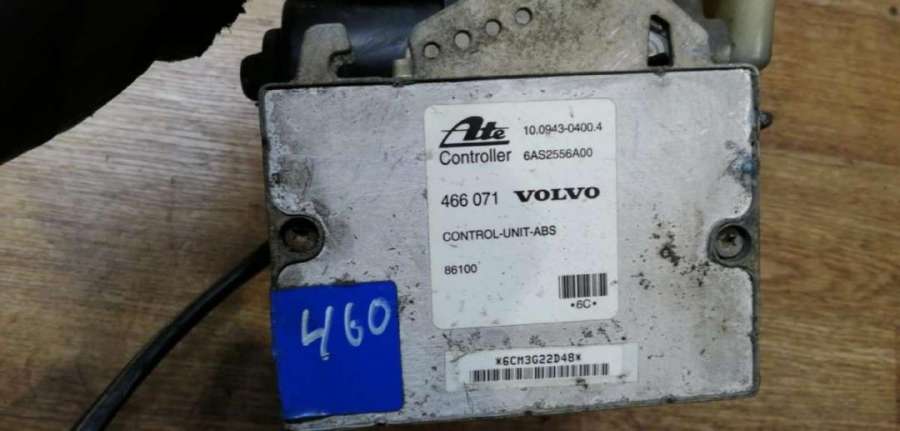 Ate 10.0943-0400.4
Controller 6AS2556A00
466 071 VOLVO
CONTROL-UNIT-ABS
86100
*6C*
460
*6CM3G22D48*